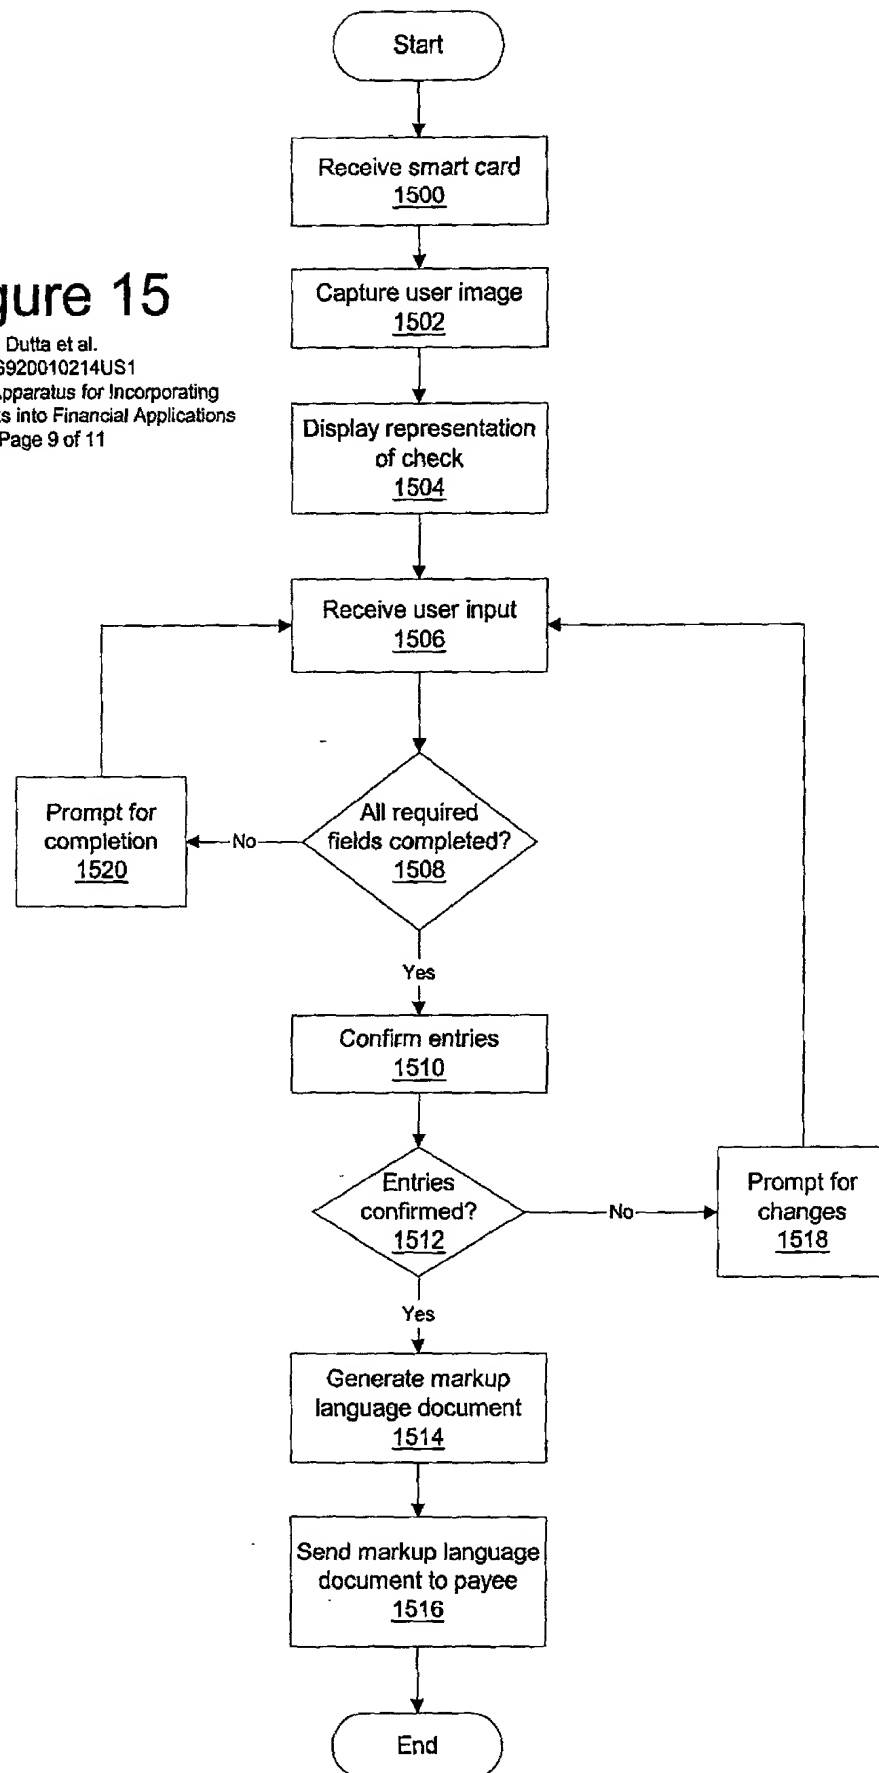 Start
Receive smart card
1500
Capture user image
1502
gure 15
Dutta et al.
920010214US1
pparatus for Incorporating
s into Financial Applications
Page 9 of 11
Display representation
of check
1504
Receive user input
1506
Prompt for
completion
1520
No
All required
fields completed?
1508
Yes
Confirm entries
1510
Entries
confirmed?
1512
No
Prompt for
changes
1518
Yes
Generate markup
language document
1514
Send markup language
document to payee
1516
End